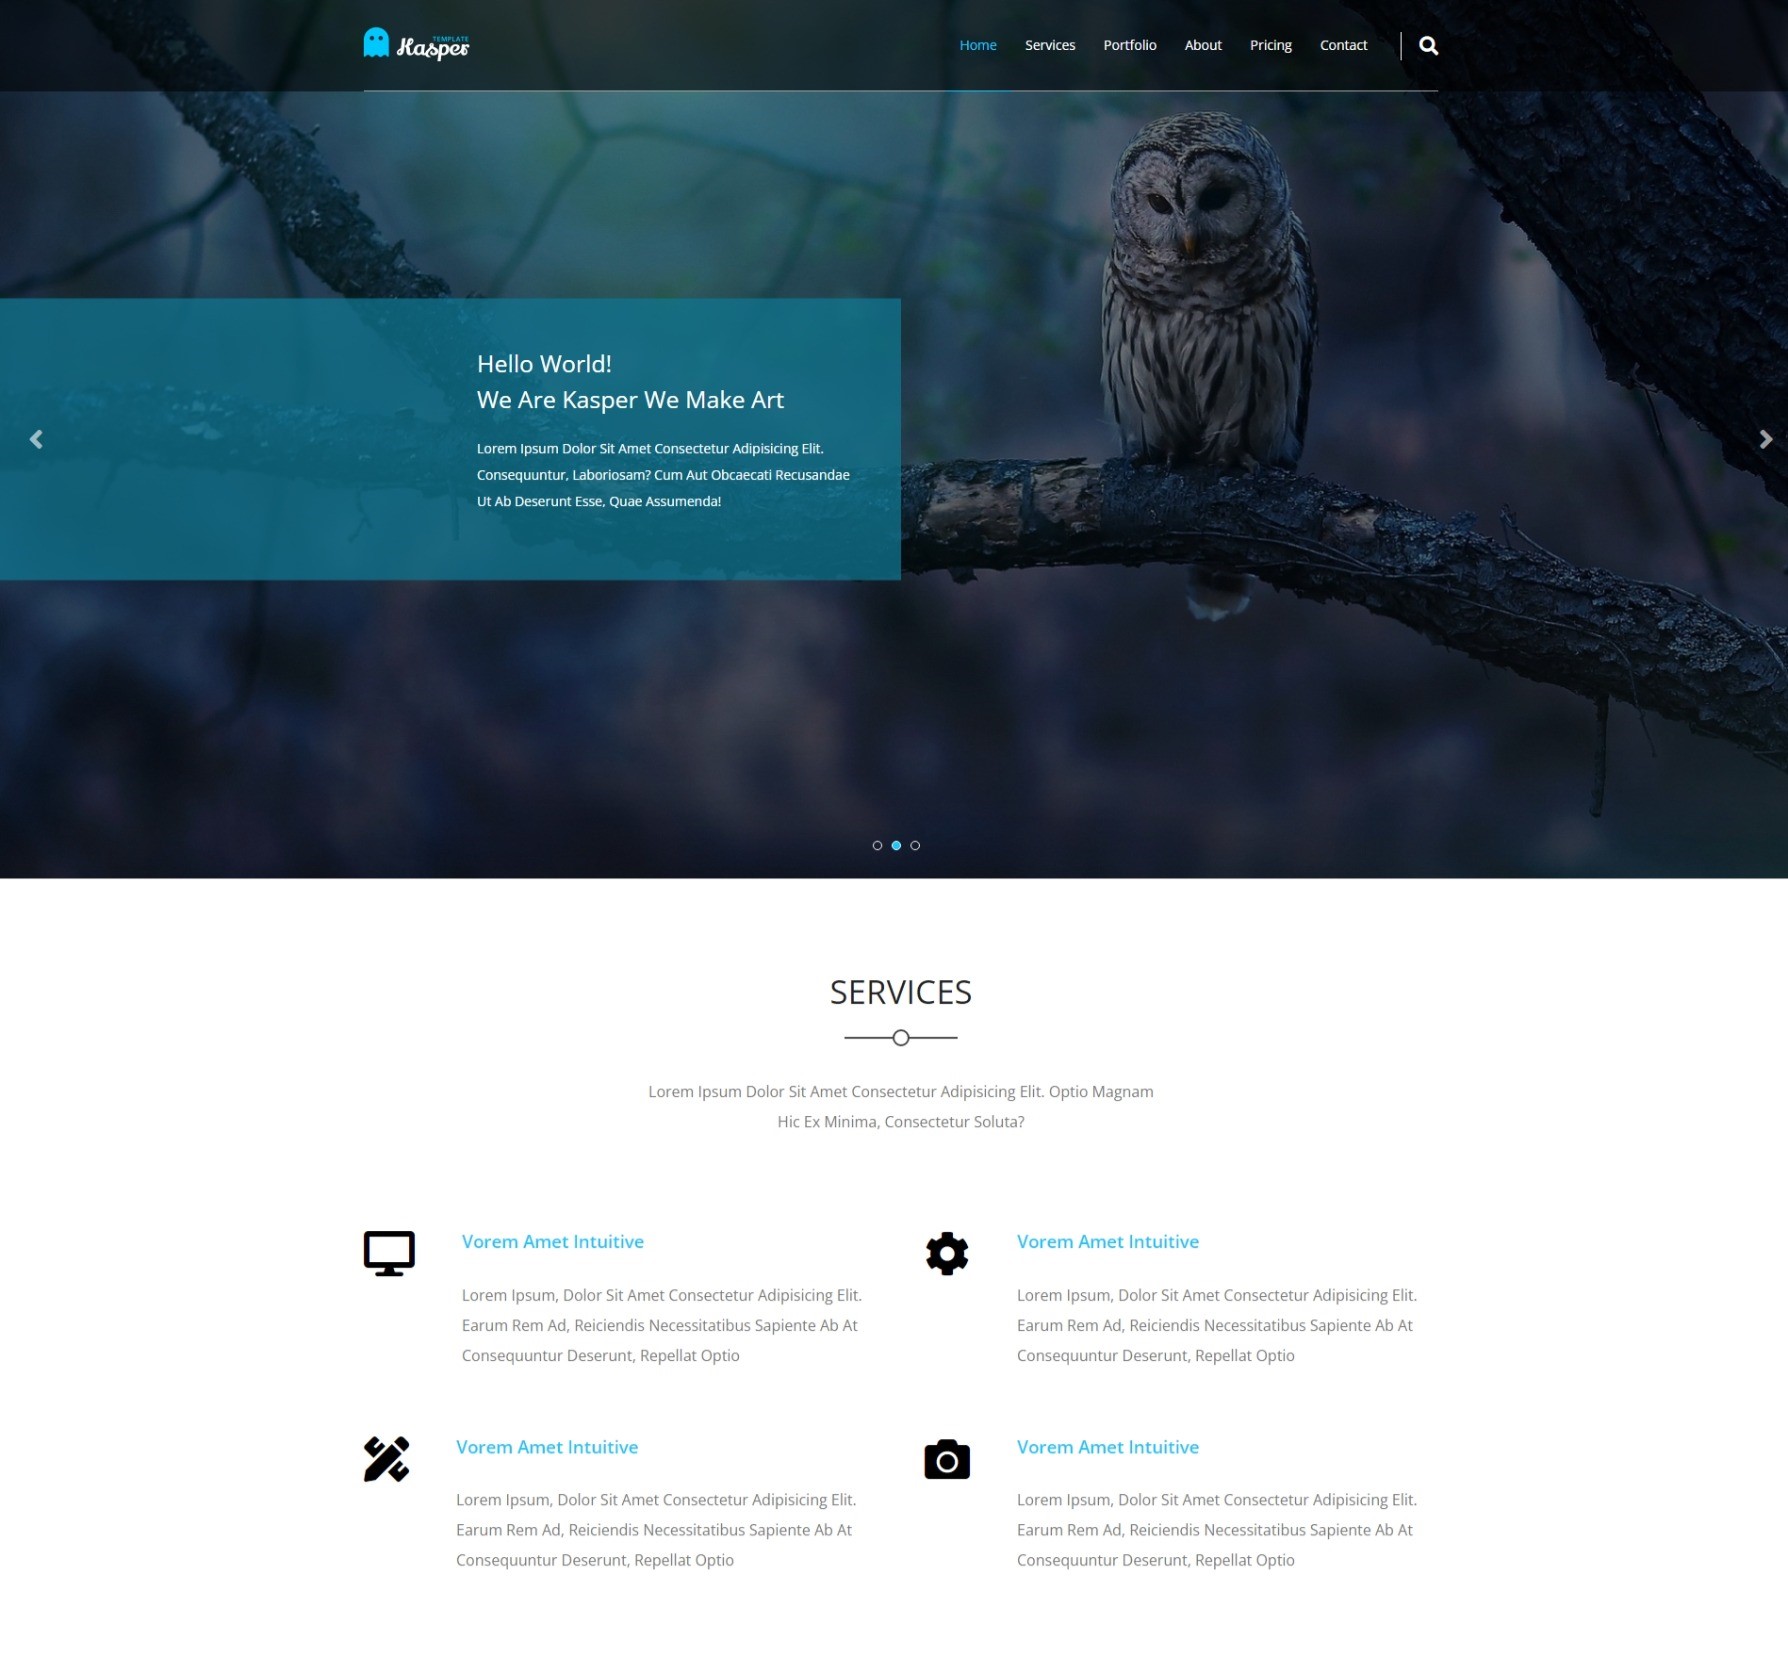 TEMPLATE
Kasper
Home Services Portfolio About Pricing Contact
Hello World!
We Are Kasper We Make Art
Lorem Ipsum Dolor Sit Amet Consectetur Adipisicing Elit.
Consequuntur, Laboriosam? Cum Aut Obcaecati Recusandae
Ut Ab Deserunt Esse, Quae Assumenda!
SERVICES
Lorem Ipsum Dolor Sit Amet Consectetur Adipisicing Elit. Optio Magnam
Hic Ex Minima, Consectetur Soluta?
Vorem Amet Intuitive
Lorem Ipsum, Dolor Sit Amet Consectetur Adipisicing Elit.
Earum Rem Ad, Reiciendis Necessitatibus Sapiente Ab At
Consequuntur Deserunt, Repellat Optio
Vorem Amet Intuitive
Lorem Ipsum, Dolor Sit Amet Consectetur Adipisicing Elit.
Earum Rem Ad, Reiciendis Necessitatibus Sapiente Ab At
Consequuntur Deserunt, Repellat Optio
Vorem Amet Intuitive
Lorem Ipsum, Dolor Sit Amet Consectetur Adipisicing Elit.
Earum Rem Ad, Reiciendis Necessitatibus Sapiente Ab At
Consequuntur Deserunt, Repellat Optio
Vorem Amet Intuitive
Lorem Ipsum, Dolor Sit Amet Consectetur Adipisicing Elit.
Earum Rem Ad, Reiciendis Necessitatibus Sapiente Ab At
Consequuntur Deserunt, Repellat Optio